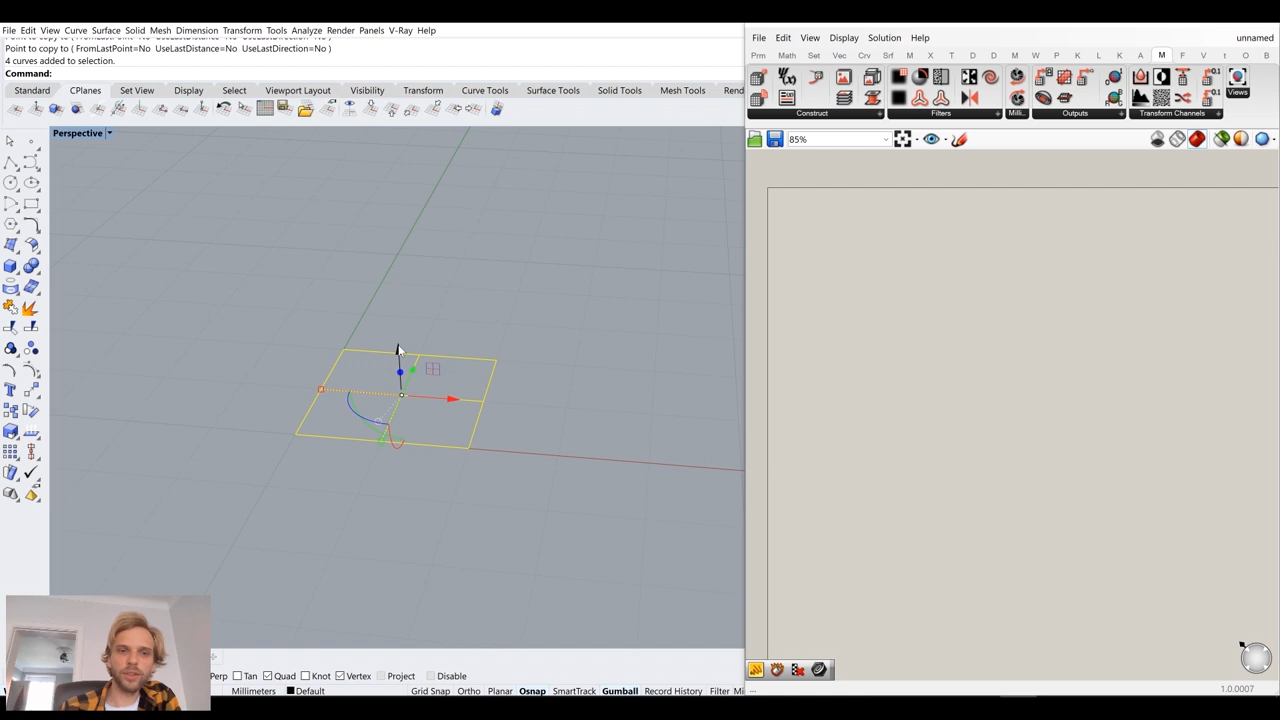 File Edit View Curve Surface Solid Mesh Dimension Transform Tools Analyze Render Panels V-Ray Help
Point to copy to ( FromLastPoint=No UseLastDistance=No UseLastDirection=No )
4 curves added to selection.
Command:
Standard CPlanes Set View Display Select Viewport Layout Visibility Transform Curve Tools Surface Tools Solid Tools Mesh Tools Rend
Perspective
Perp Tan Quad Knot Vertex Project Disable
Millimeters Default Grid Snap Ortho Planar Osnap SmartTrack Gumball Record History Filter Mi
File Edit View Display Solution Help unnamed
Prm Math Set Vec Crv Srf M X T D D M R K L K A M F V t O B
Views
Construct Filters Milli.. Outputs Transform Channels
85%
... 1.0.0007